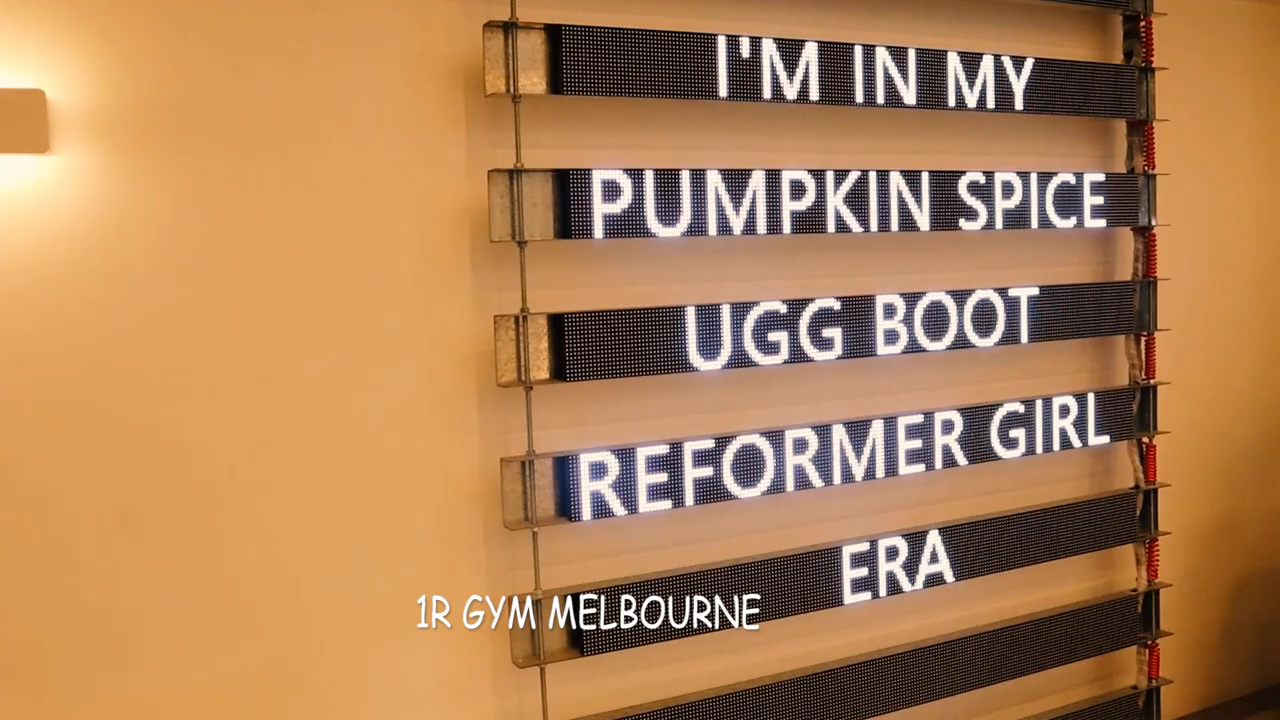 I'M IN MY
PUMPKIN SPICE
UGG BOOT
REFORMER GIRL
ERA
1R GYM MELBOURNE